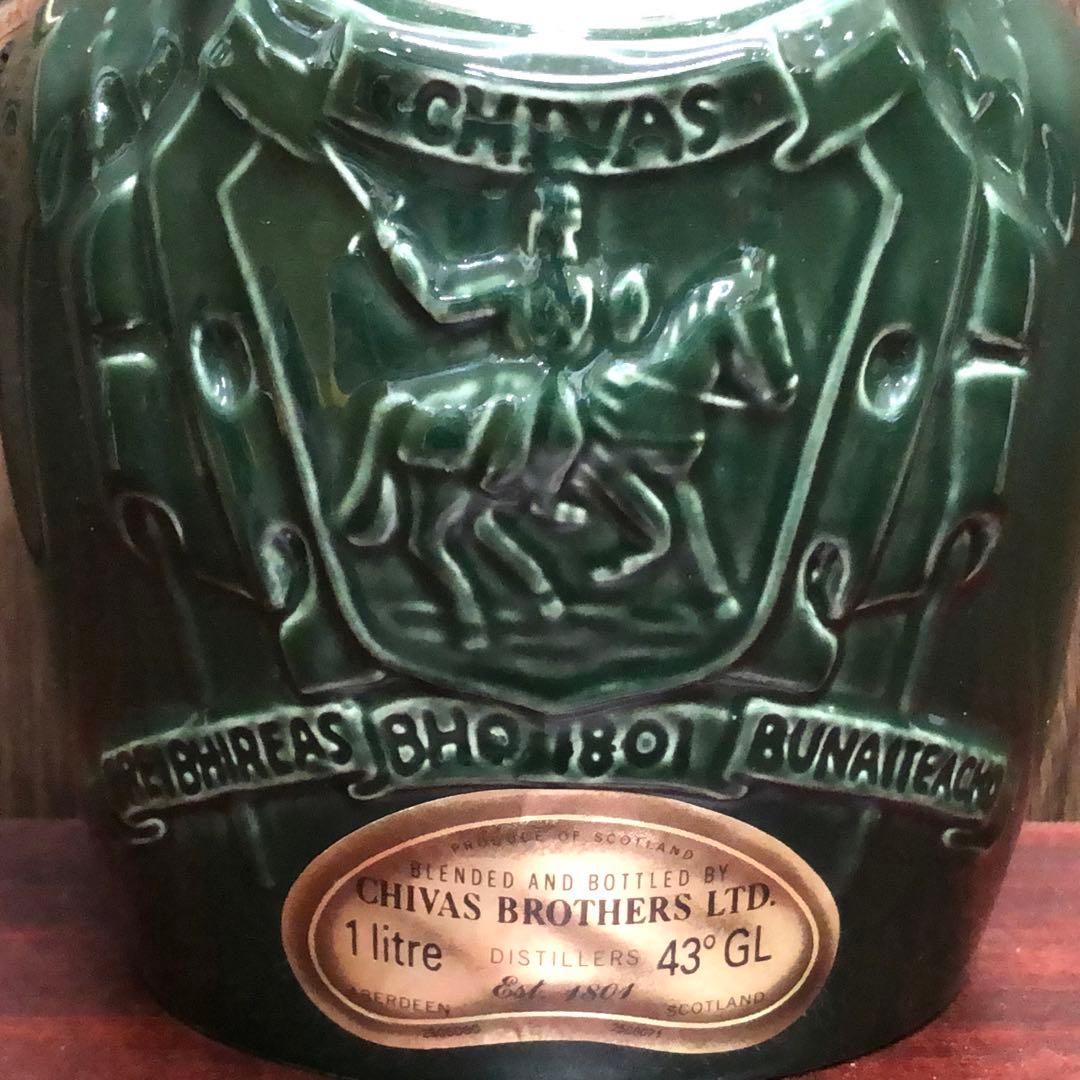 CHIVAS
TREIBHIREAS BHO 1801 BUNAITEACHD
PRODUCE OF SCOTLAND
BLENDED AND BOTTLED BY
CHIVAS BROTHERS LTD.
1 litre DISTILLERS 43° GL
Est. 1801
ABERDEEN SCOTLAND